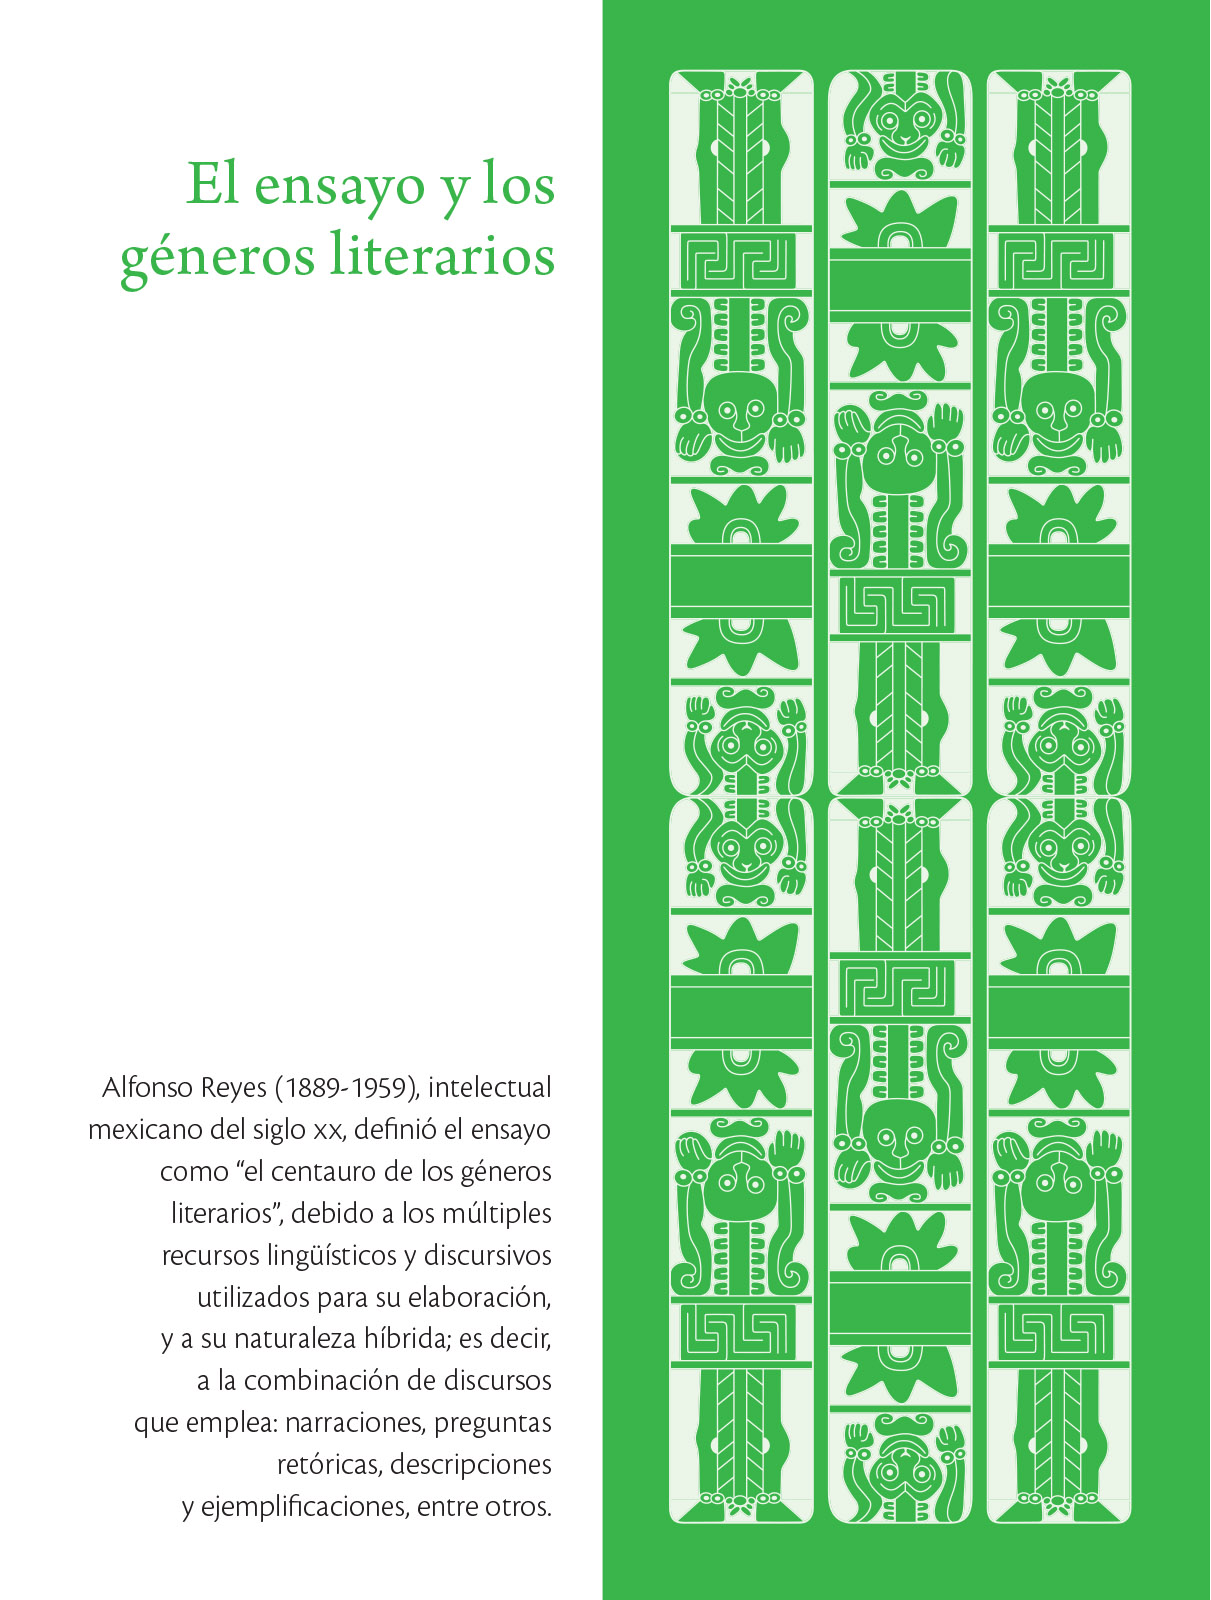 El ensayo y los
géneros literarios
Alfonso Reyes (1889-1959), intelectual
mexicano del siglo xx, definió el ensayo
como “el centauro de los géneros
literarios”, debido a los múltiples
recursos lingüísticos y discursivos
utilizados para su elaboración,
y a su naturaleza híbrida; es decir,
a la combinación de discursos
que emplea: narraciones, preguntas
retóricas, descripciones
y ejemplificaciones, entre otros.